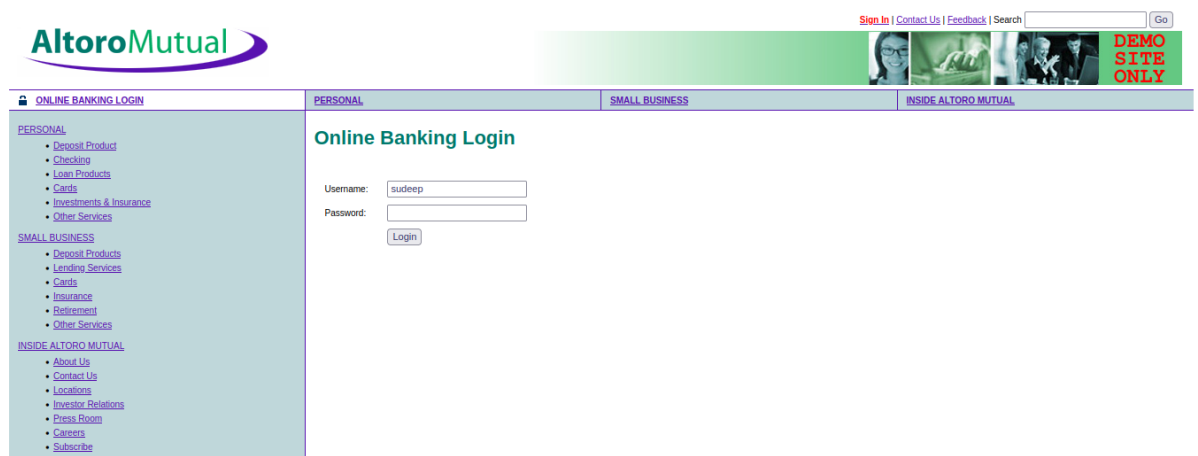 Sign In | Contact Us | Feedback | Search Go
AltoroMutual
DEMO
SITE
ONLY
ONLINE BANKING LOGIN
PERSONAL
SMALL BUSINESS
INSIDE ALTORO MUTUAL
PERSONAL
• Deposit Product
• Checking
• Loan Products
• Cards
• Investments & Insurance
• Other Services
SMALL BUSINESS
• Deposit Products
• Lending Services
• Cards
• Insurance
• Retirement
• Other Services
INSIDE ALTORO MUTUAL
• About Us
• Contact Us
• Locations
• Investor Relations
• Press Room
• Careers
• Subscribe
Online Banking Login
Username: sudeep
Password:
Login